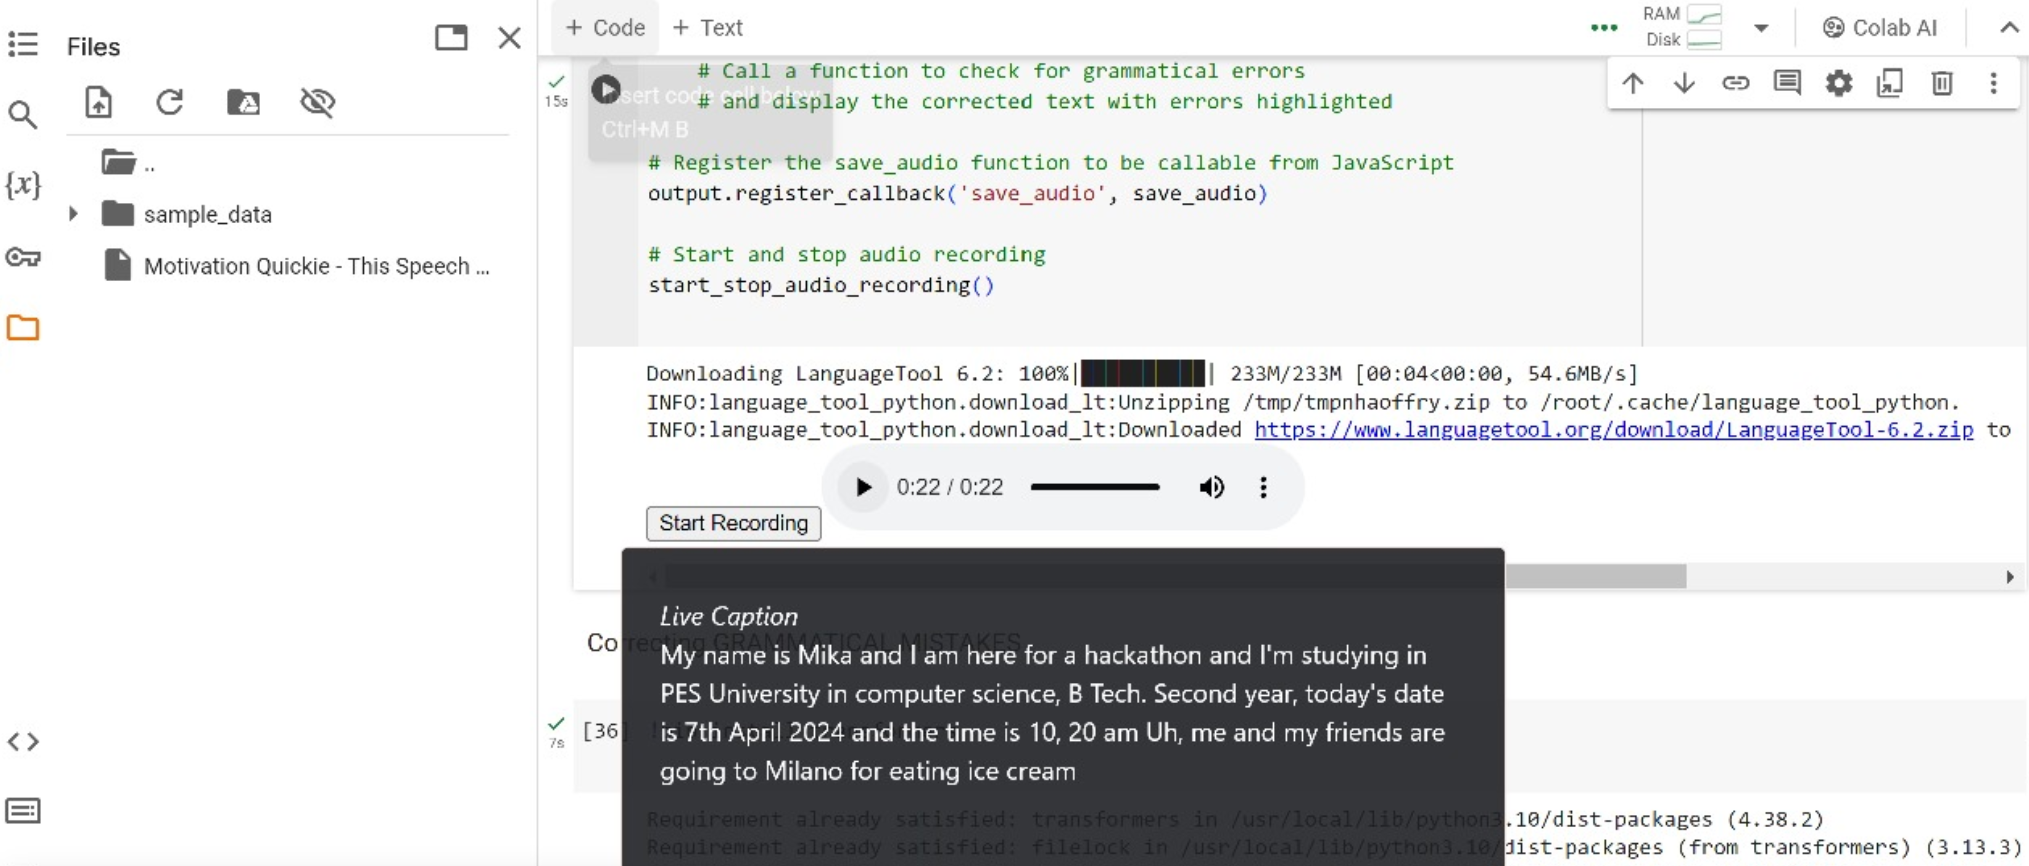 Files
..
sample_data
Motivation Quickie - This Speech ...
{x}
+ Code + Text
RAM
Disk
Colab AI
15s
Insert code cell below
Ctrl+M B
# Call a function to check for grammatical errors
# and display the corrected text with errors highlighted
# Register the save_audio function to be callable from JavaScript
output.register_callback('save_audio', save_audio)
# Start and stop audio recording
start_stop_audio_recording()
Downloading LanguageTool 6.2: 100%| | 233M/233M [00:04<00:00, 54.6MB/s]
INFO:language_tool_python.download_lt:Unzipping /tmp/tmpnhaoffry.zip to /root/.cache/language_tool_python.
INFO:language_tool_python.download_lt:Downloaded https://www.languagetool.org/download/LanguageTool-6.2.zip to
0:22 / 0:22
Start Recording
Correcting GRAMMATICAL MISTAKES
Live Caption
My name is Mika and I am here for a hackathon and I'm studying in
PES University in computer science, B Tech. Second year, today's date
is 7th April 2024 and the time is 10, 20 am Uh, me and my friends are
going to Milano for eating ice cream
7s
[36]
Requirement already satisfied: transformers in /usr/local/lib/python3.10/dist-packages (4.38.2)
Requirement already satisfied: filelock in /usr/local/lib/python3.10/dist-packages (from transformers) (3.13.3)